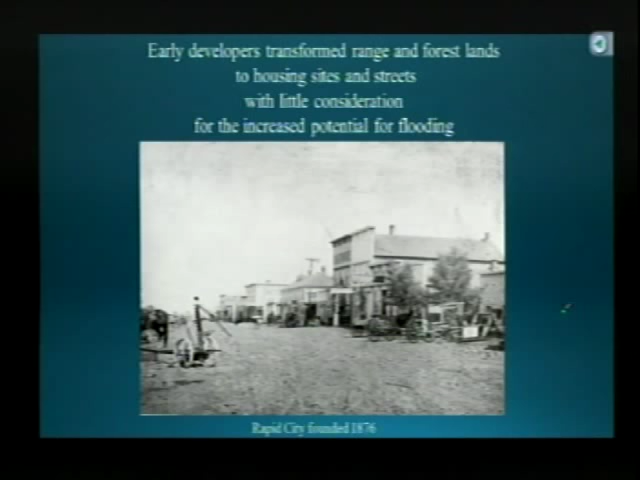 Early developers transformed range and forest lands
to housing sites and streets
with little consideration
for the increased potential for flooding
Rapid City founded 1876